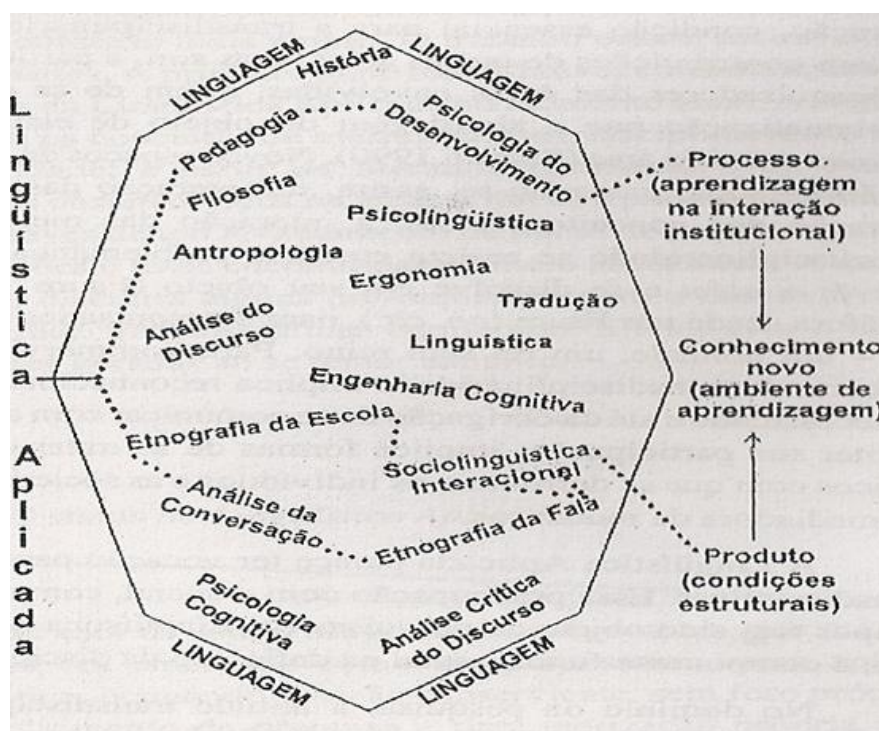 LINGUAGEM
LINGUAGEM
História
Lingüística Aplicada
Pedagogia
Psicologia do
Desenvolvimento
Filosofia
Psicolingüística
Antropologia
Ergonomia
Tradução
Análise do
Discurso
Linguística
Engenharia Cognitiva
Etnografia da Escola
Sociolinguística
Interacional
Análise da
Conversação
Etnografia da Fala
Psicologia
Cognitiva
Análise Crítica
do Discurso
LINGUAGEM
LINGUAGEM
Processo
(aprendizagem
na interação
institucional)
Conhecimento
novo
(ambiente de
aprendizagem)
Produto
(condições
estruturais)